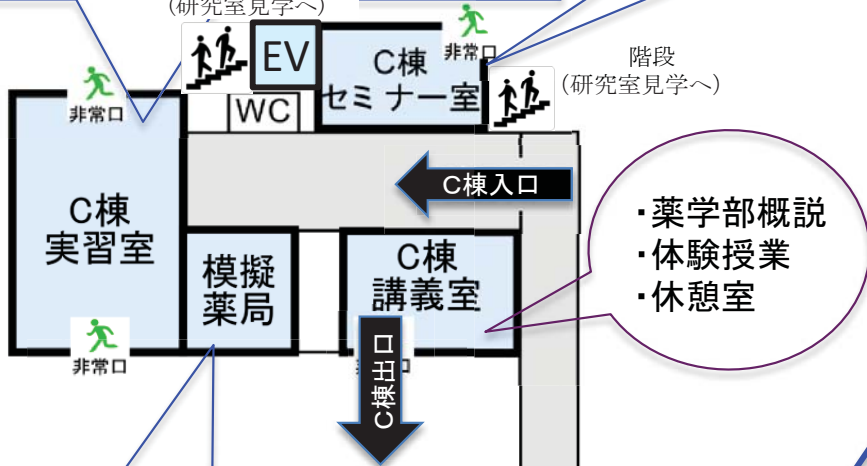 (研究室見学へ)
非常口
EV
C棟
セミナー室
非常口
階段
(研究室見学へ)
WC
C棟入口
C棟
実習室
模擬
薬局
C棟
講義室
・薬学部概説
・体験授業
・休憩室
非常口
C棟出口
口